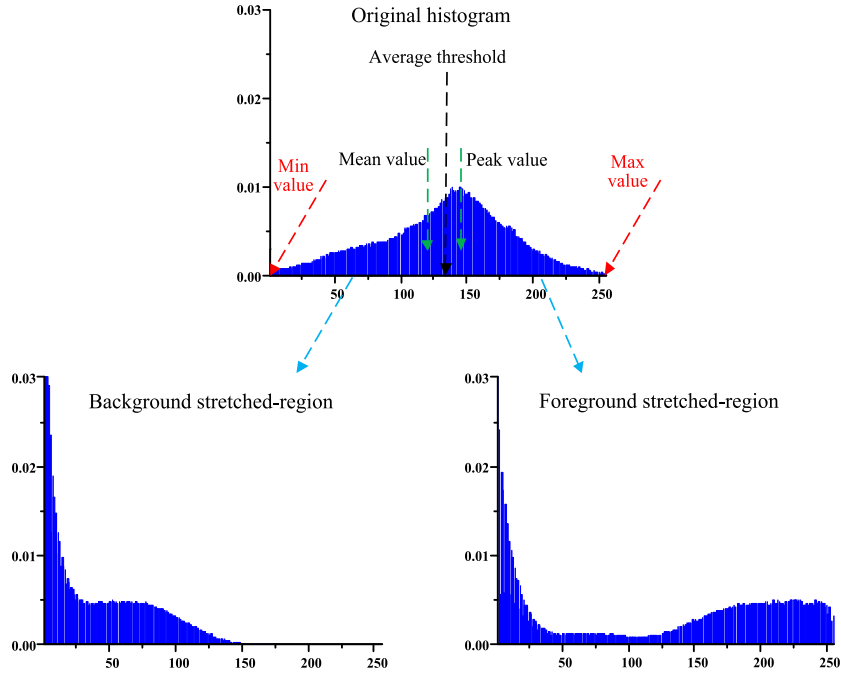 Original histogram
0.03
Average threshold
0.02
Mean value
Peak value
Min
value
Max
value
0.01
0.00
50
100
150
200
250
0.03
Background stretched-region
0.02
0.01
0.00
50
100
150
200
250
0.03
Foreground stretched-region
0.02
0.01
0.00
50
100
150
200
250